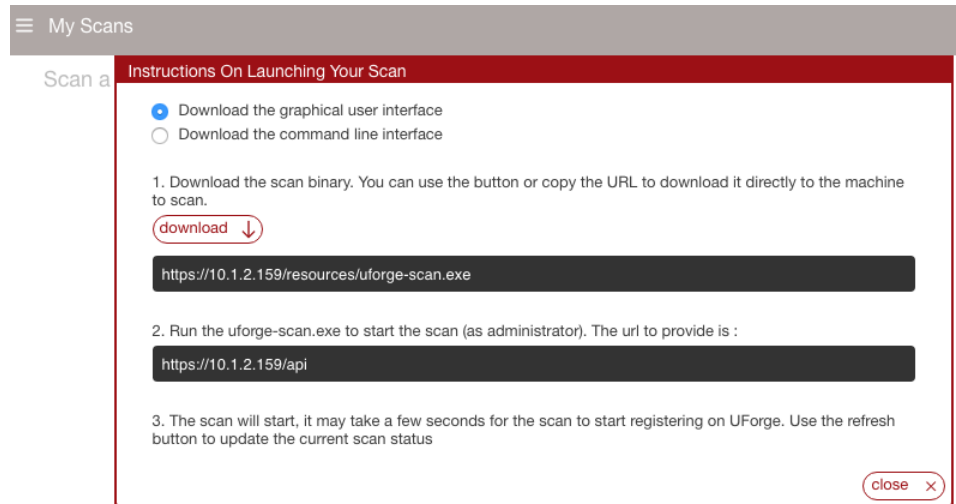 My Scans
Scan a
Instructions On Launching Your Scan
Download the graphical user interface
Download the command line interface
1. Download the scan binary. You can use the button or copy the URL to download it directly to the machine
to scan.
download
https://10.1.2.159/resources/uforge-scan.exe
2. Run the uforge-scan.exe to start the scan (as administrator). The url to provide is :
https://10.1.2.159/api
3. The scan will start, it may take a few seconds for the scan to start registering on UForge. Use the refresh
button to update the current scan status
close